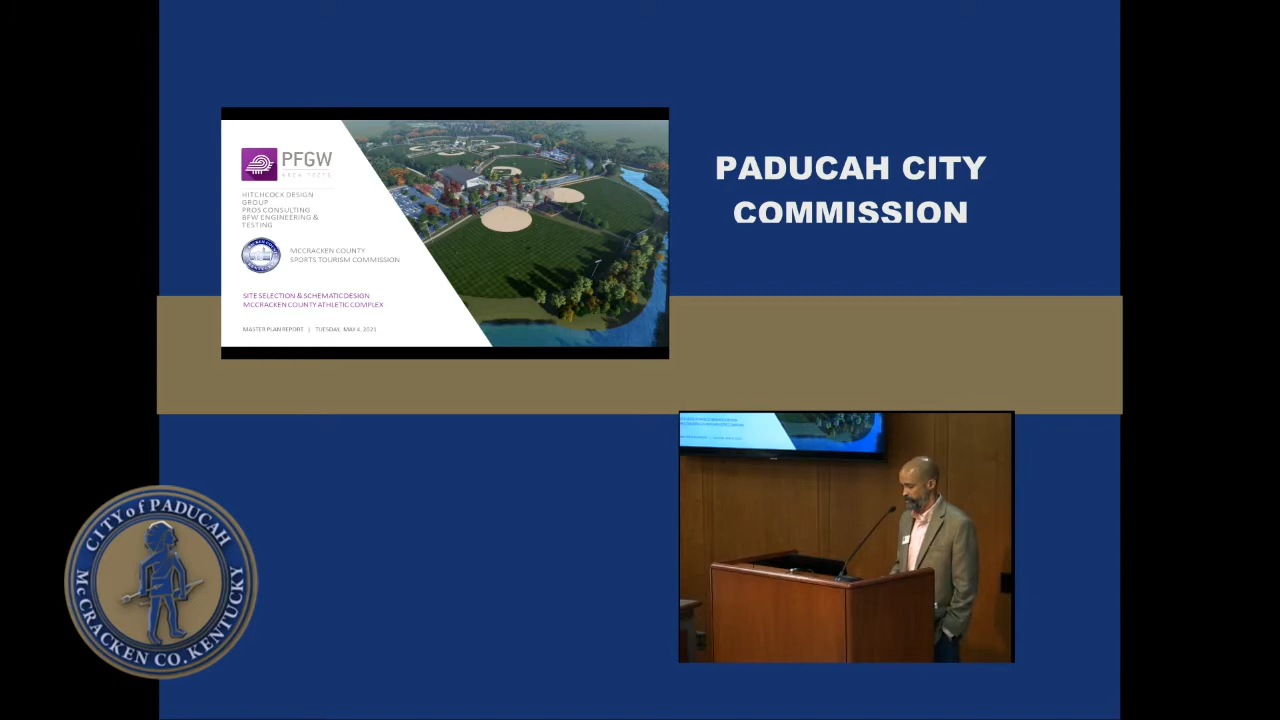 PFGW
ARCHITECTS
HITCHCOCK DESIGN
GROUP
PROS CONSULTING
BFW ENGINEERING &
TESTING
MCCRACKEN COUNTY
SPORTS TOURISM COMMISSION
SITE SELECTION & SCHEMATIC DESIGN
MCCRACKEN COUNTY ATHLETIC COMPLEX
MASTER PLAN REPORT | TUESDAY, MAY 4, 2021
PADUCAH CITY
COMMISSION
CITY of PADUCAH
McCRACKEN CO. KENTUCKY